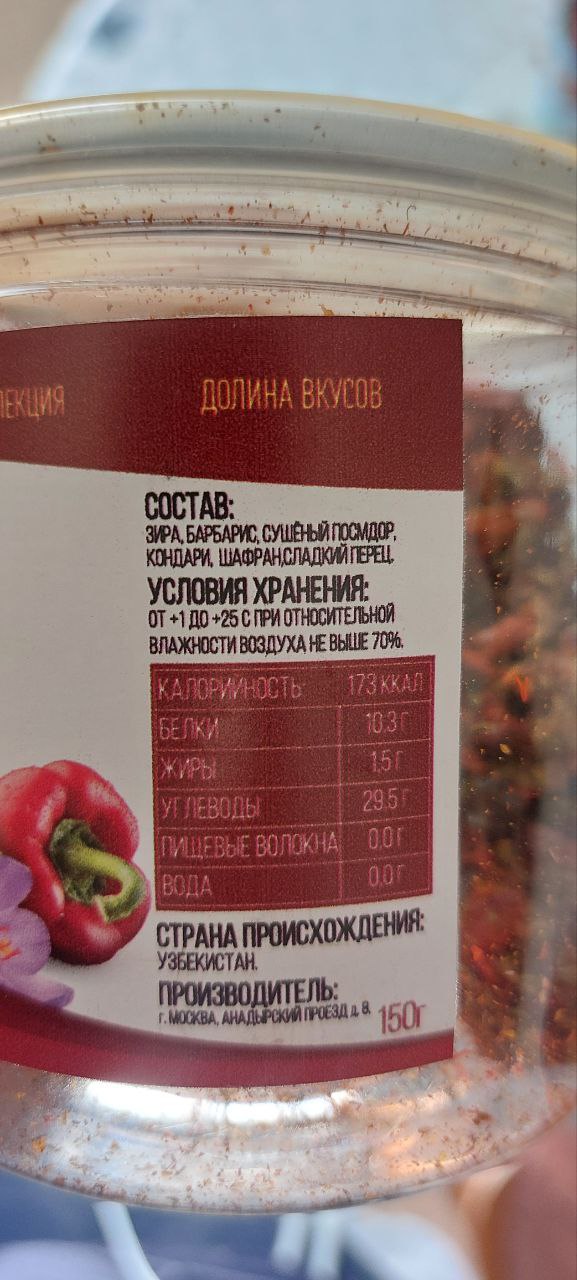 ЛЕКЦИЯ
ДОЛИНА ВКУСОВ
СОСТАВ:
ЗИРА, БАРБАРИС, СУШЁНЫЙ ПОСМДОР,
КОНДАРИ, ШАФРАН,СЛАДКИЙ ПЕРЕЦ.
УСЛОВИЯ ХРАНЕНИЯ:
ОТ +1 ДО +25 С ПРИ ОТНОСИТЕЛЬНОЙ
ВЛАЖНОСТИ ВОЗДУХА НЕ ВЫШЕ 70%.
КАЛОРИЙНОСТЬ 173 ККАЛ
БЕЛКИ 10.3 Г
ЖИРЫ 1,5 Г
УГЛЕВОДЫ 29.5 Г
ПИЩЕВЫЕ ВОЛОКНА 0,0 Г
ВОДА 0,0 Г
СТРАНА ПРОИСХОЖДЕНИЯ:
УЗБЕКИСТАН.
ПРОИЗВОДИТЕЛЬ:
Г. МОСКВА, АНАДЫРСКИЙ ПРОЕЗД Д. 8.
150г